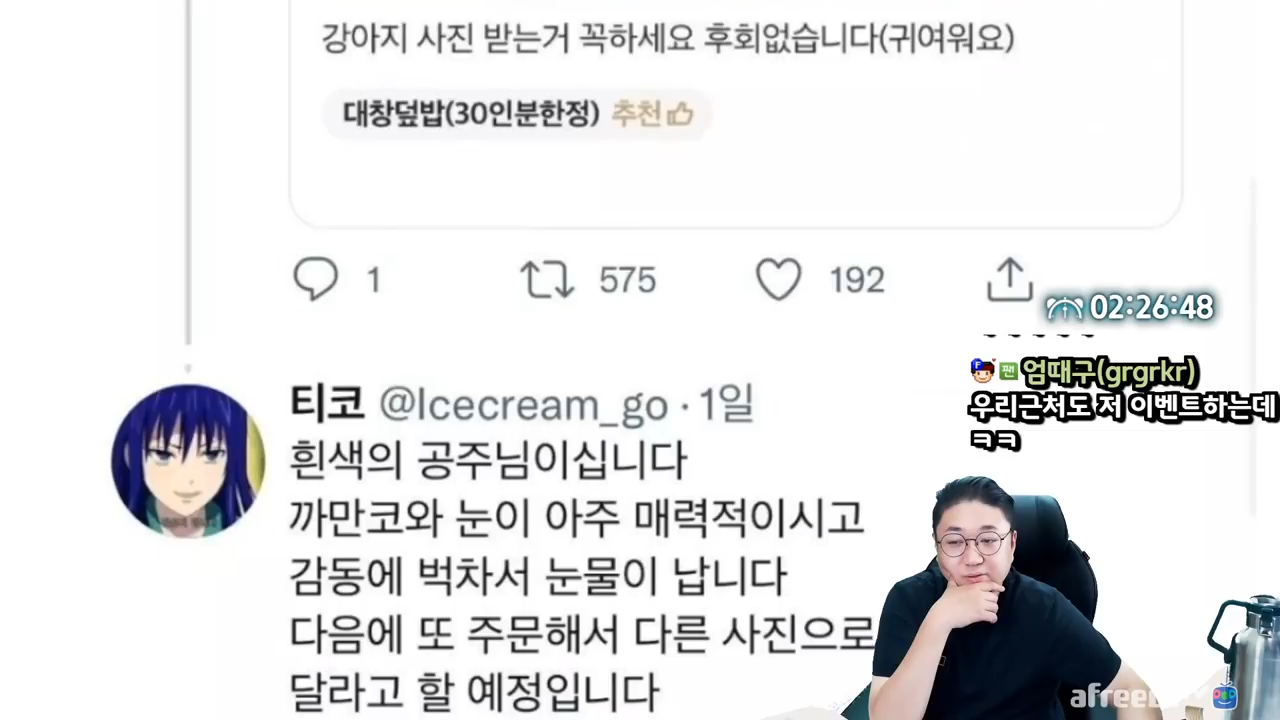 강아지 사진 받는거 꼭하세요 후회없습니다(귀여워요)
대창덮밥(30인분한정) 추천
1 575 192
02:26:48
팬 엄때구(grgrkr)
우리근처도 저 이벤트하는데
ㅋㅋ
티코 @Icecream_go · 1일
흰색의 공주님이십니다
까만코와 눈이 아주 매력적이시고
감동에 벅차서 눈물이 납니다
다음에 또 주문해서 다른 사진으로
달라고 할 예정입니다